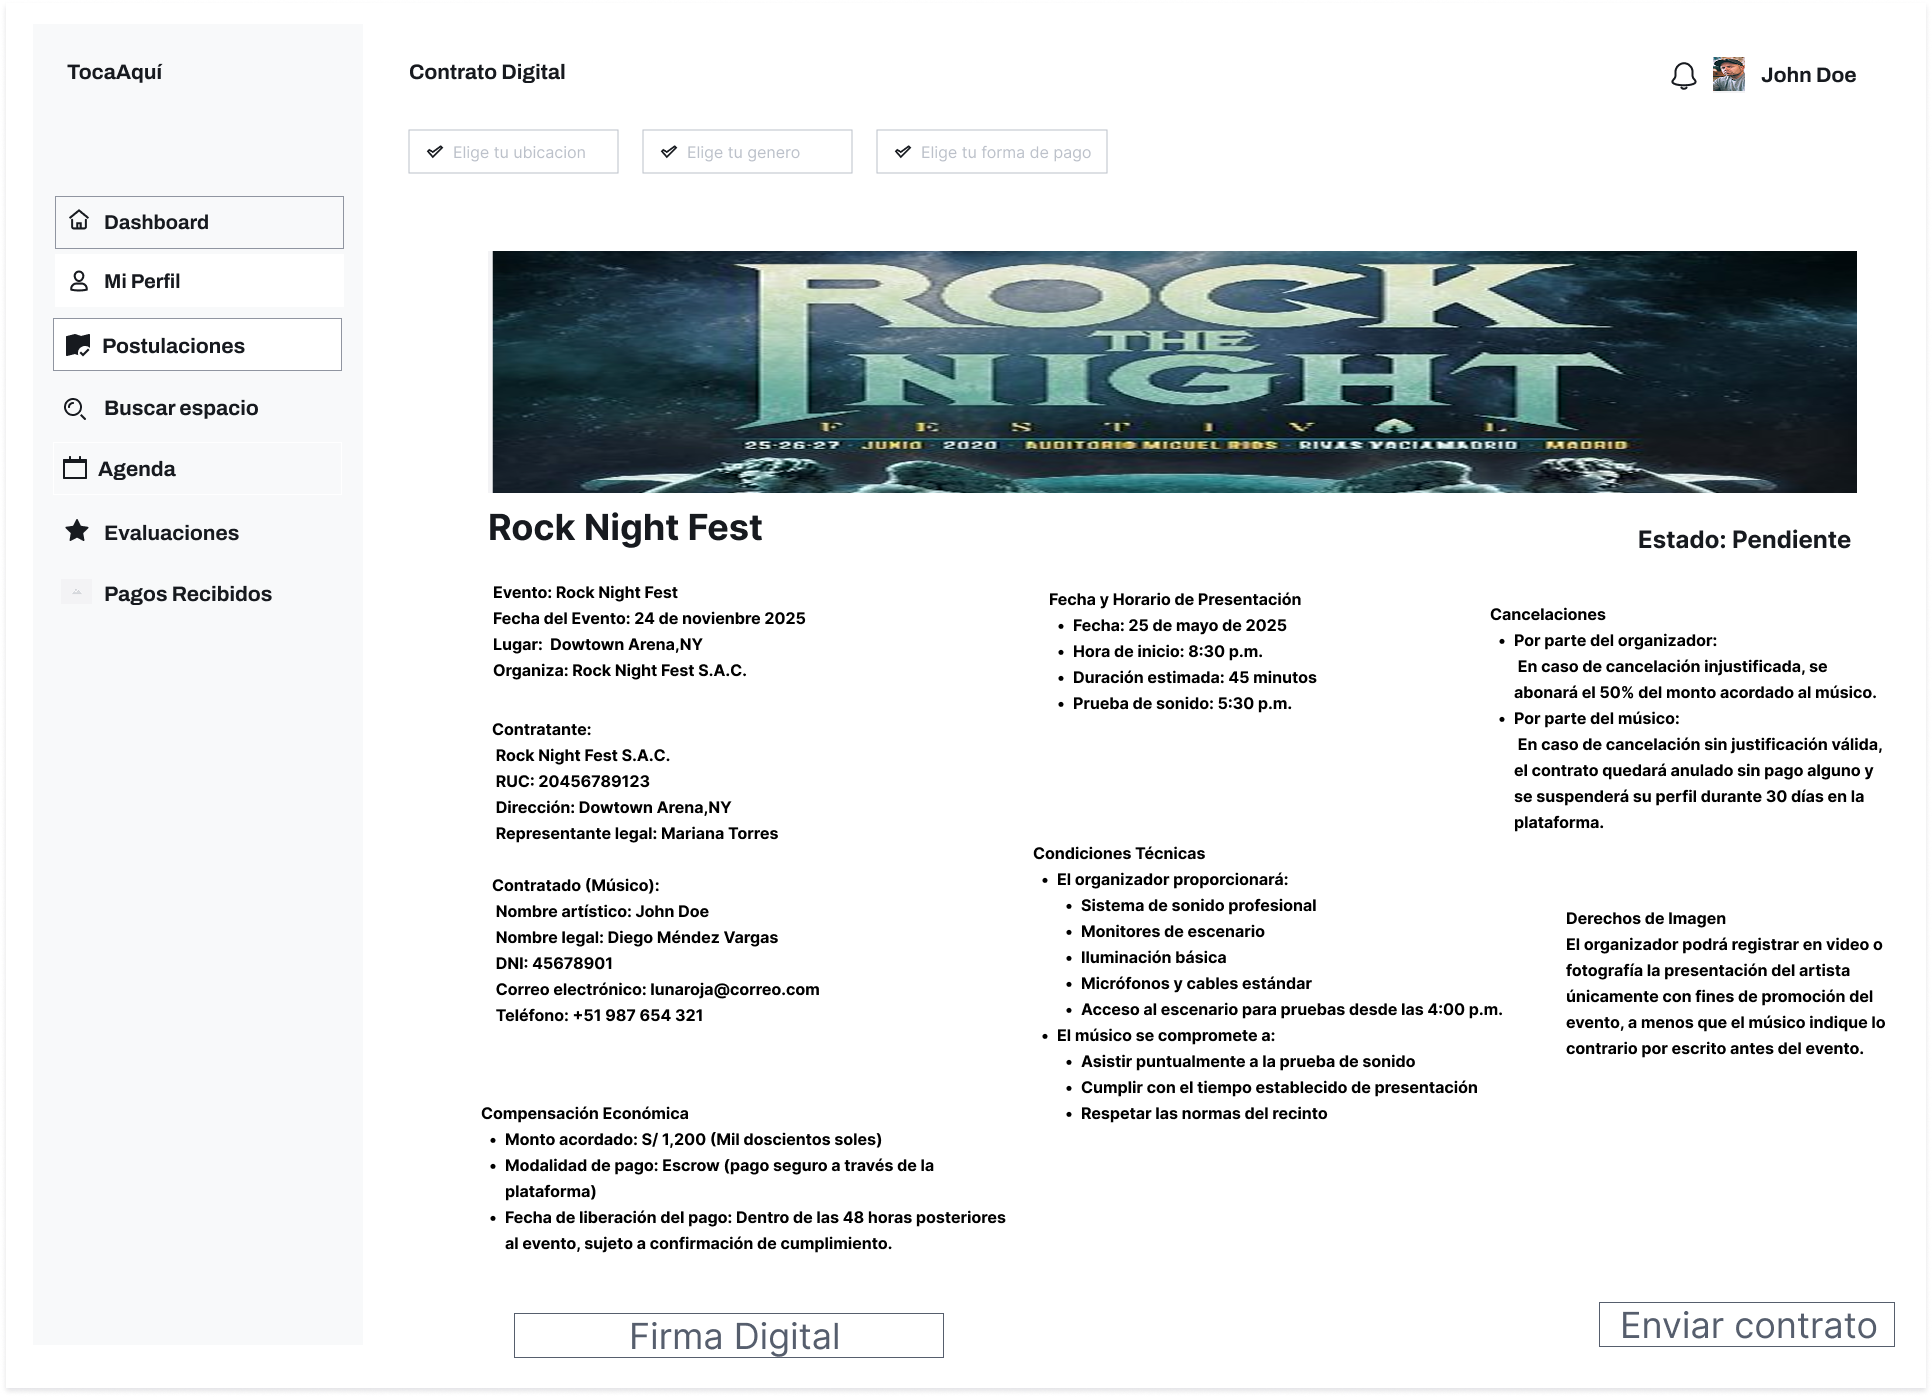 TocaAquí
Dashboard
Mi Perfil
Postulaciones
Buscar espacio
Agenda
Evaluaciones
Pagos Recibidos
Contrato Digital
John Doe
Elige tu ubicacion
Elige tu genero
Elige tu forma de pago
ROCK
THE
NIGHT
FESTIVAL
25-26-27 · JUNIO · 2020 · AUDITORIO MIGUEL RIOS · RIVAS VACIAMADRID · MADRID
Rock Night Fest
Estado: Pendiente
Evento: Rock Night Fest
Fecha del Evento: 24 de novienbre 2025
Lugar:  Dowtown Arena,NY
Organiza: Rock Night Fest S.A.C.
Contratante:
Rock Night Fest S.A.C.
RUC: 20456789123
Dirección: Dowtown Arena,NY
Representante legal: Mariana Torres
Contratado (Músico):
Nombre artístico: John Doe
Nombre legal: Diego Méndez Vargas
DNI: 45678901
Correo electrónico: lunaroja@correo.com
Teléfono: +51 987 654 321
Compensación Económica
• Monto acordado: S/ 1,200 (Mil doscientos soles)
• Modalidad de pago: Escrow (pago seguro a través de la
plataforma)
• Fecha de liberación del pago: Dentro de las 48 horas posteriores
al evento, sujeto a confirmación de cumplimiento.
Fecha y Horario de Presentación
• Fecha: 25 de mayo de 2025
• Hora de inicio: 8:30 p.m.
• Duración estimada: 45 minutos
• Prueba de sonido: 5:30 p.m.
Condiciones Técnicas
• El organizador proporcionará:
• Sistema de sonido profesional
• Monitores de escenario
• Iluminación básica
• Micrófonos y cables estándar
• Acceso al escenario para pruebas desde las 4:00 p.m.
• El músico se compromete a:
• Asistir puntualmente a la prueba de sonido
• Cumplir con el tiempo establecido de presentación
• Respetar las normas del recinto
Cancelaciones
• Por parte del organizador:
En caso de cancelación injustificada, se
abonará el 50% del monto acordado al músico.
• Por parte del músico:
En caso de cancelación sin justificación válida,
el contrato quedará anulado sin pago alguno y
se suspenderá su perfil durante 30 días en la
plataforma.
Derechos de Imagen
El organizador podrá registrar en video o
fotografía la presentación del artista
únicamente con fines de promoción del
evento, a menos que el músico indique lo
contrario por escrito antes del evento.
Firma Digital
Enviar contrato